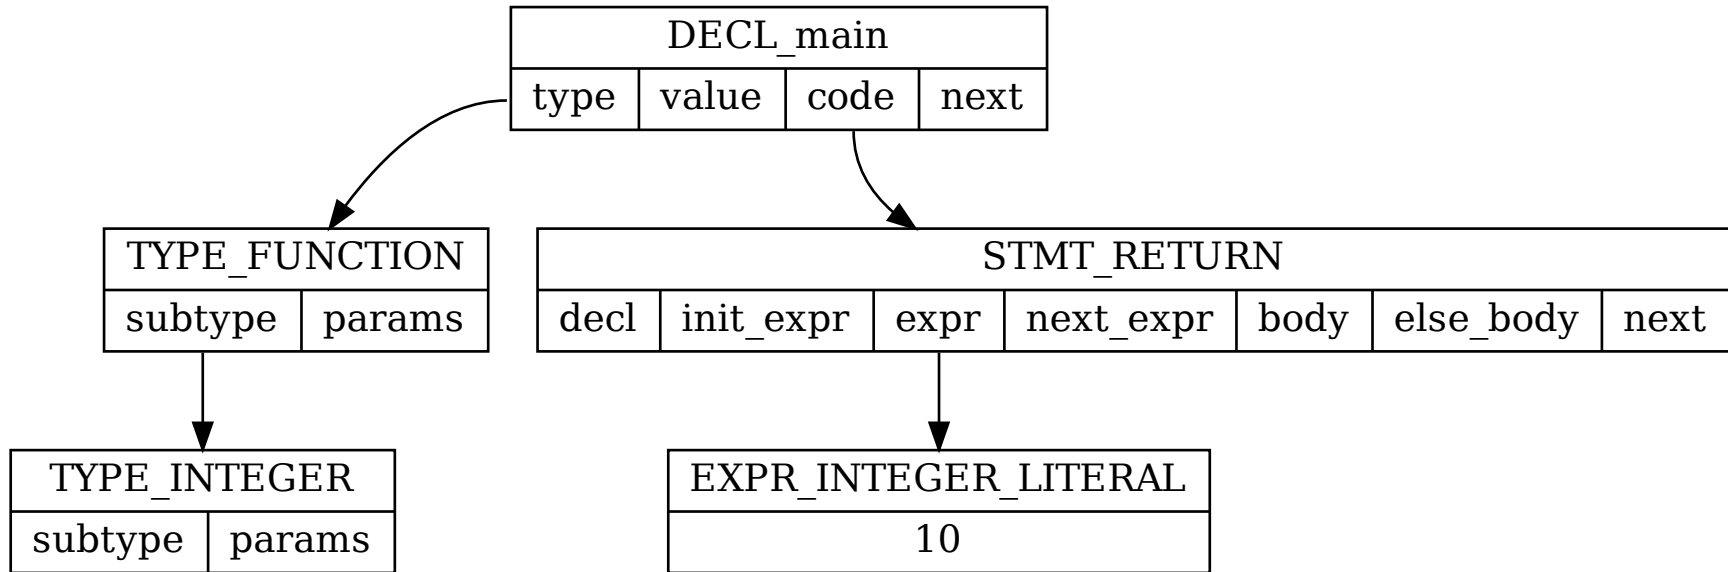 DECL_main
type value code next
TYPE_FUNCTION
subtype params
STMT_RETURN
decl init_expr expr next_expr body else_body next
TYPE_INTEGER
subtype params
EXPR_INTEGER_LITERAL
10